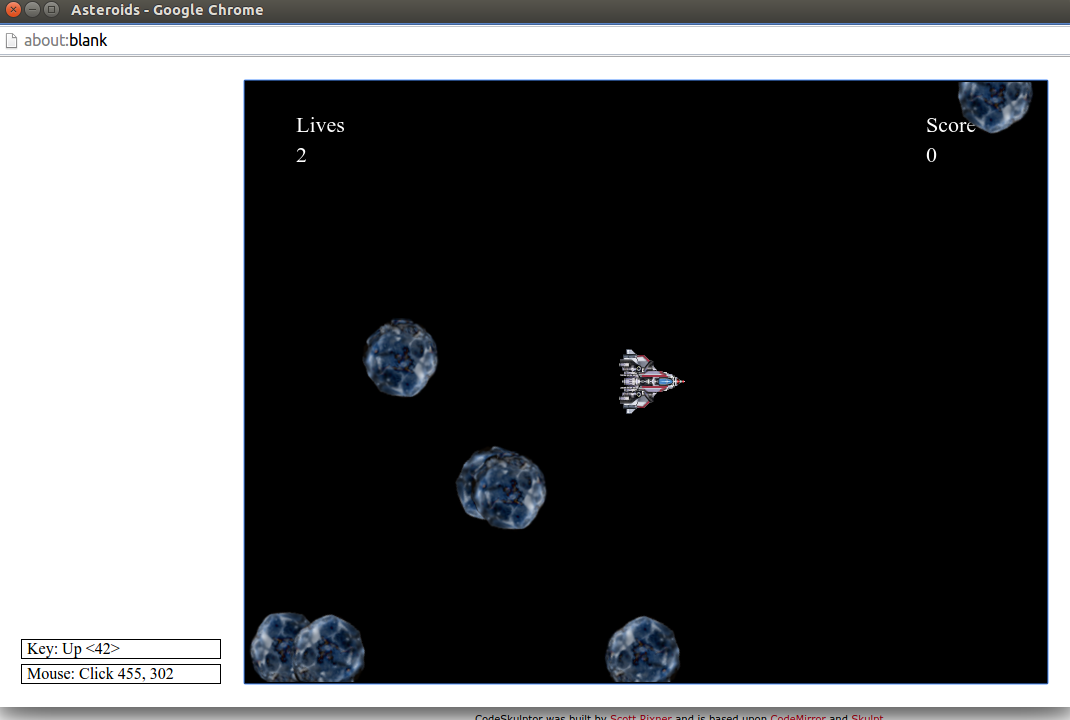 Asteroids - Google Chrome
about:blank
Lives
Score
2
0
Key: Up <42>
Mouse: Click 455, 302
CodeSkulptor was built by Scott Rixner and is based upon CodeMirror and Skulpt